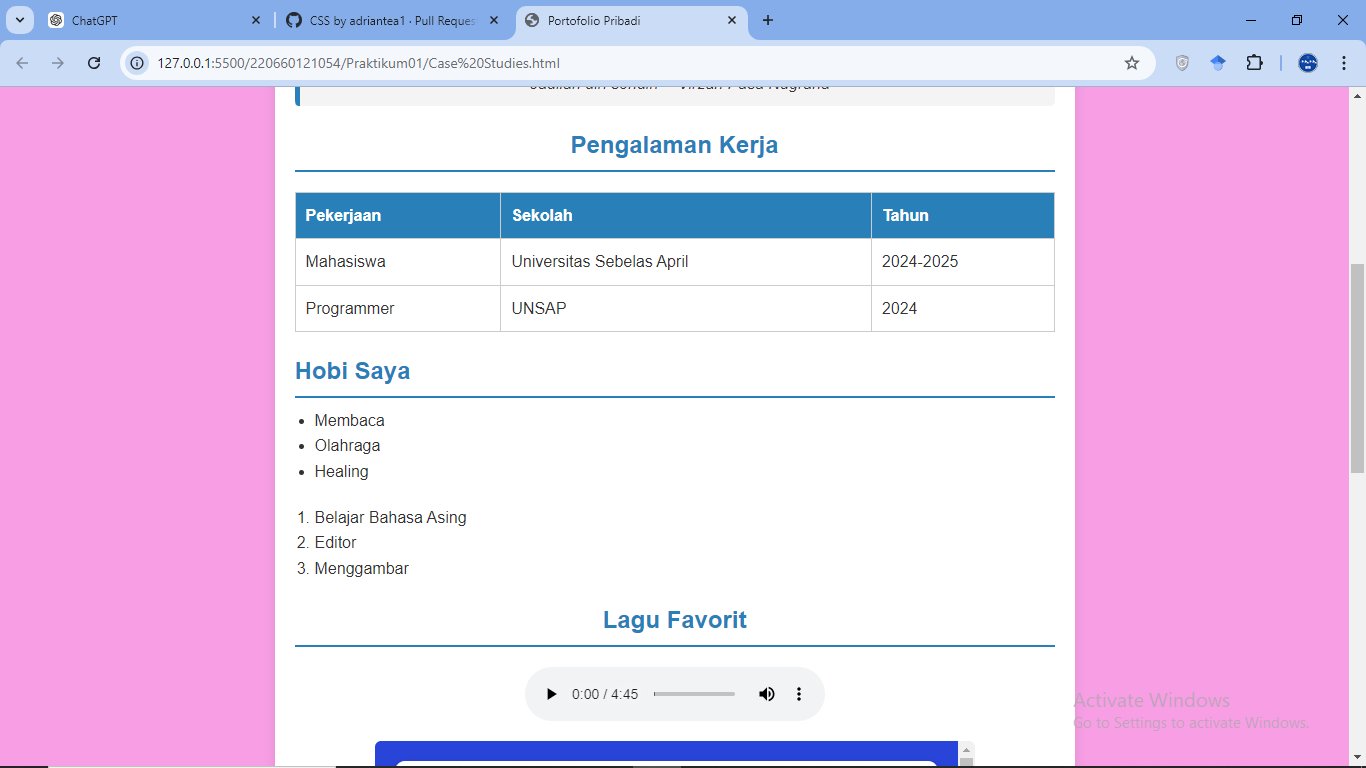 ChatGPT
CSS by adriantea1 · Pull Reques
Portofolio Pribadi
127.0.0.1:5500/220660121054/Praktikum01/Case%20Studies.html
Pengalaman Kerja
Pekerjaan Sekolah Tahun
Mahasiswa Universitas Sebelas April 2024-2025
Programmer UNSAP 2024
Hobi Saya
• Membaca
• Olahraga
• Healing
1. Belajar Bahasa Asing
2. Editor
3. Menggambar
Lagu Favorit
0:00 / 4:45
Activate Windows
Go to Settings to activate Windows.